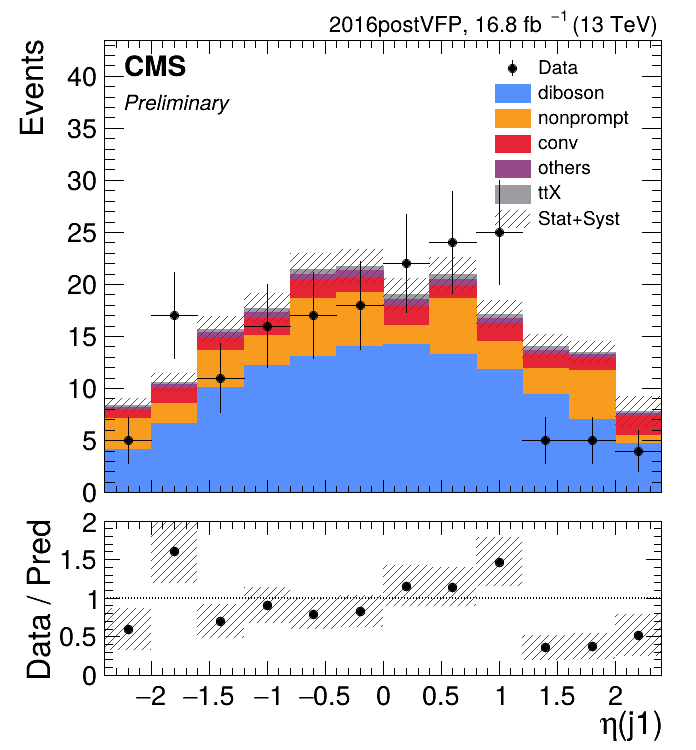 2016postVFP, 16.8 fb⁻¹ (13 TeV)
Events
CMS
Preliminary
Data
diboson
nonprompt
conv
others
ttX
Stat+Syst
40
35
30
25
20
15
10
5
0
Data / Pred
2
1.5
1
0.5
0
−2 −1.5 −1 −0.5 0 0.5 1 1.5 2
η(j1)